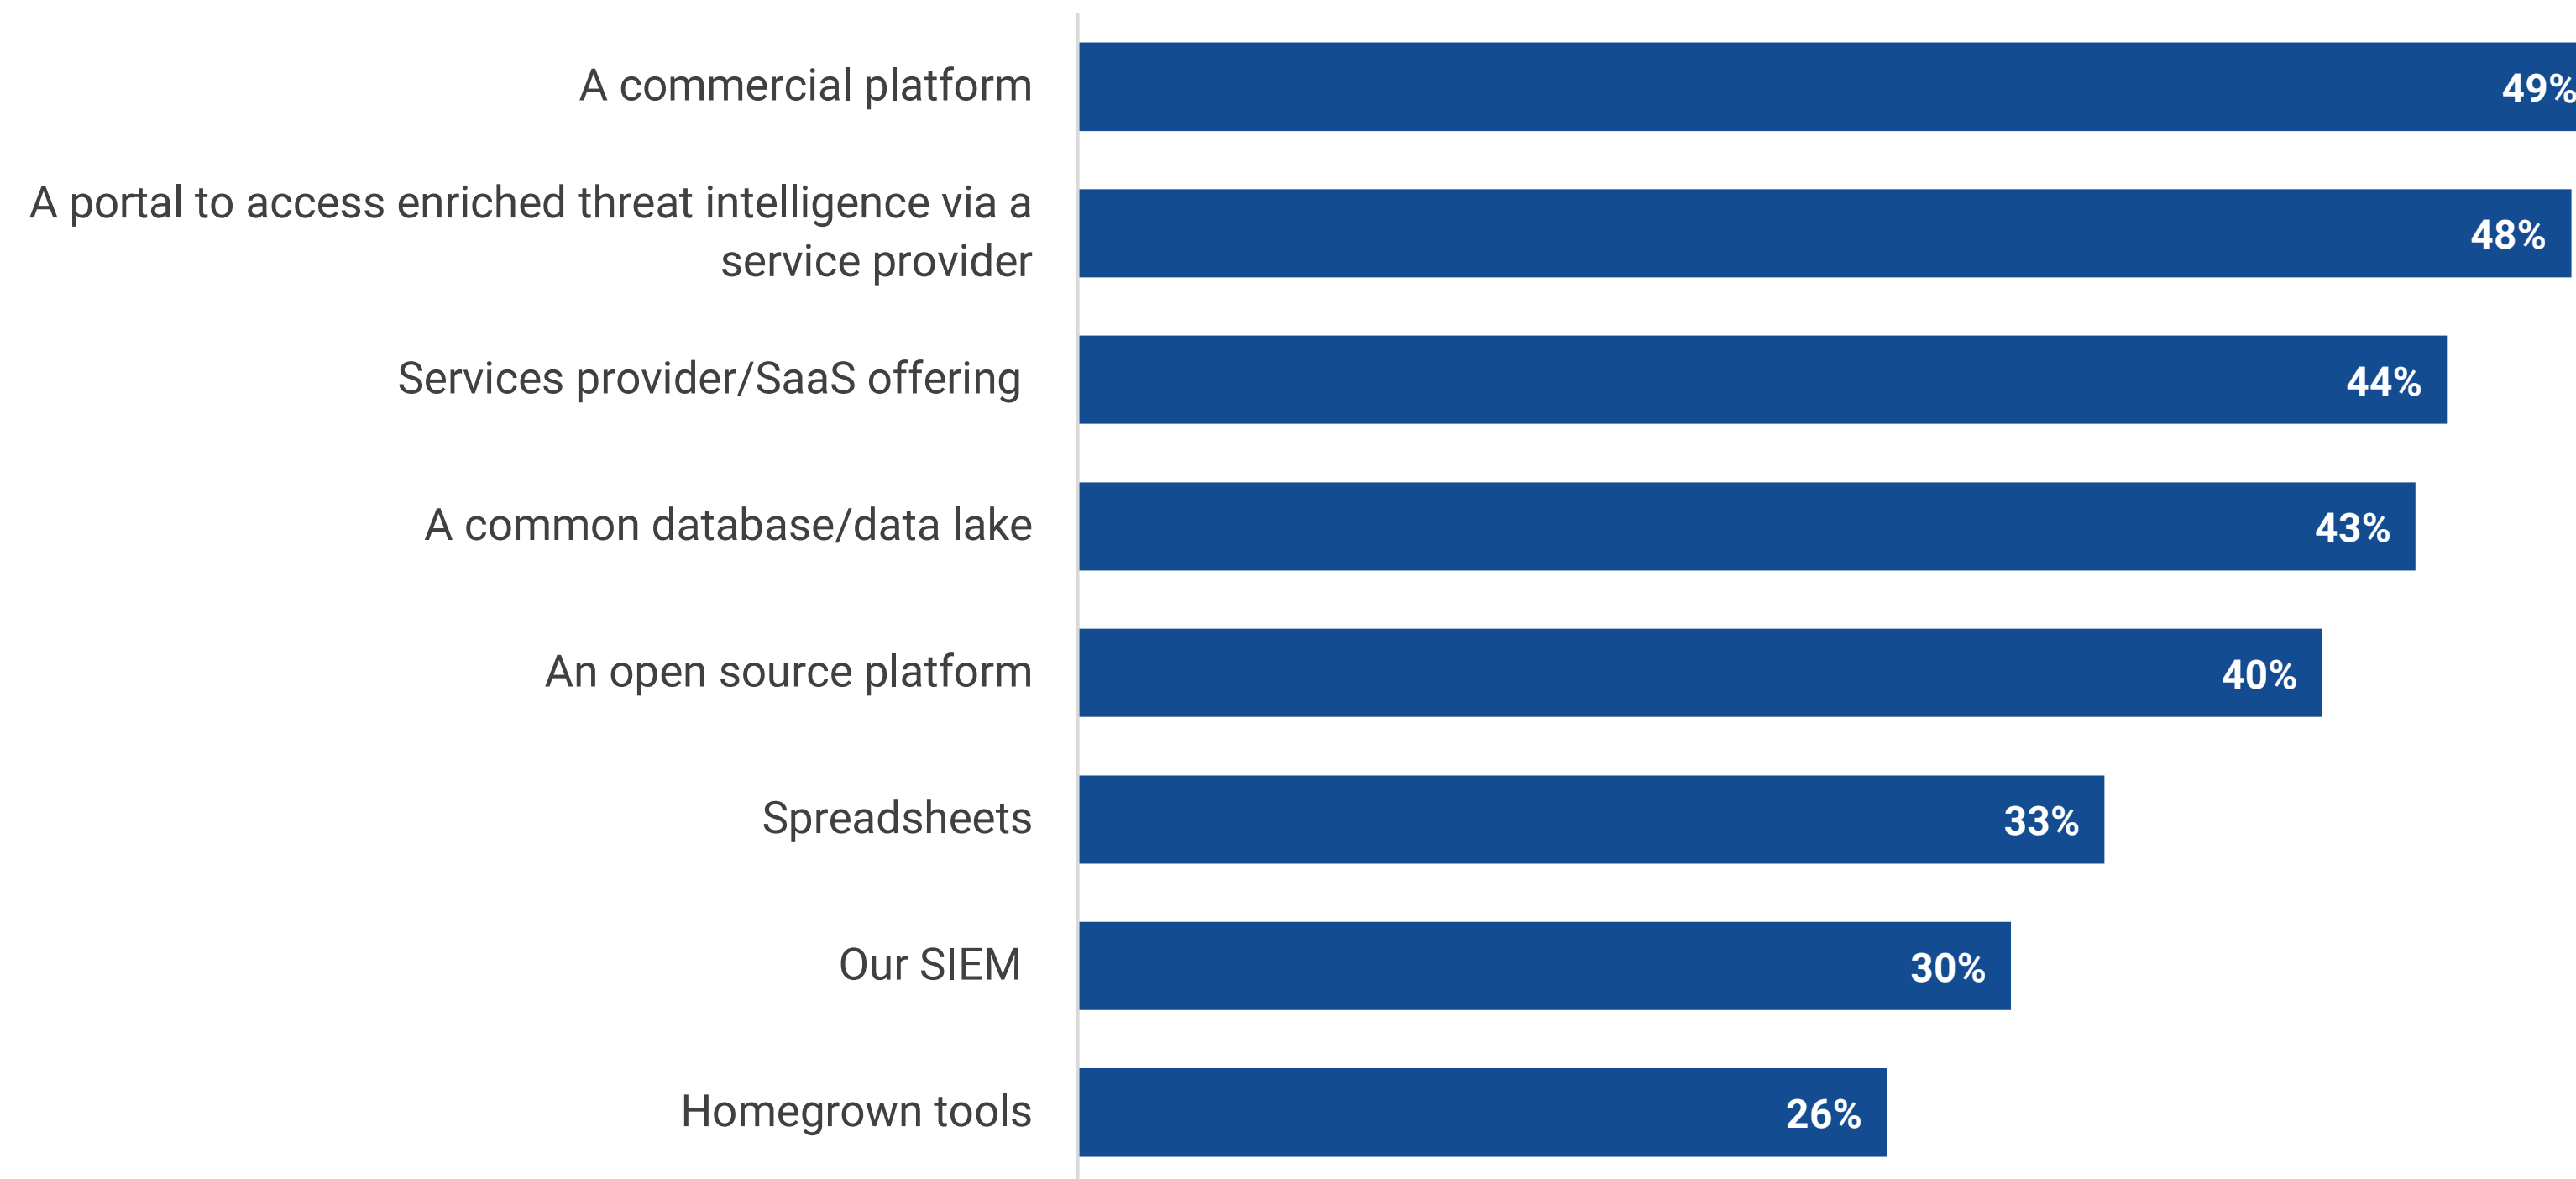 A commercial platform 49%
A portal to access enriched threat intelligence via a
service provider 48%
Services provider/SaaS offering 44%
A common database/data lake 43%
An open source platform 40%
Spreadsheets 33%
Our SIEM 30%
Homegrown tools 26%